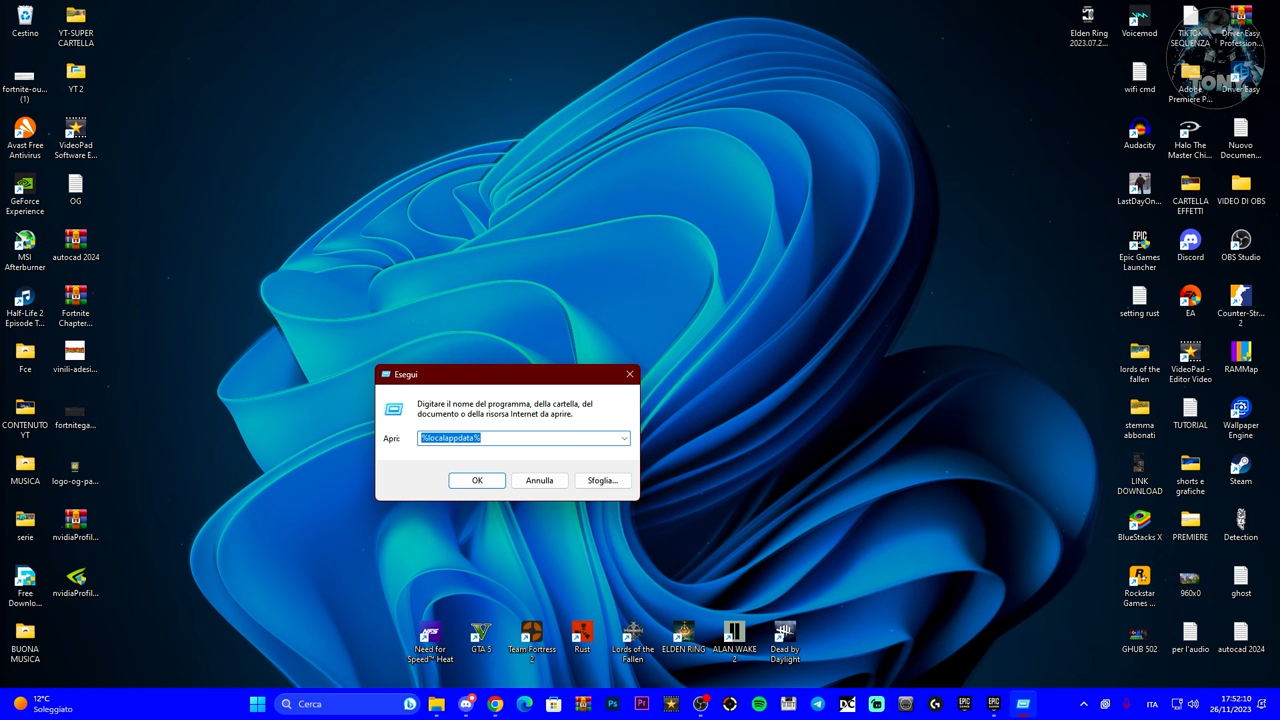 Cestino
YT-SUPER
CARTELLA
fortnite-ou...
(1)
YT 2
Avast Free
Antivirus
VideoPad
Software E...
GeForce
Experience
OG
MSI
Afterburner
autocad 2024
Half-Life 2
Episode T...
Fortnite
Chapter...
Fce
vinili-adesi...
CONTENUTO
YT
fortnitega...
MUSICA
logo-og-pa...
serie
nvidiaProfil...
Free
Downlo...
nvidiaProfil...
BUONA
MUSICA
Esegui
Digitare il nome del programma, della cartella, del
documento o della risorsa Internet da aprire.
Apri:
%localappdata%
OK
Annulla
Sfoglia...
Need for
Speed™ Heat
GTA 5
Team Fortress
2
Rust
Lords of the
Fallen
ELDEN RING
ALAN WAKE
2
Dead by
Daylight
Elden Ring
2023.07.2...
Voicemod
TIKTOK
SEQUENZA
Driver Easy
Profession...
wifi cmd
Adobe
Premiere P...
Driver Easy
TONY
Audacity
Halo The
Master Chi...
Nuovo
Documen...
LastDayOn...
CARTELLA
EFFETTI
VIDEO DI OBS
Epic Games
Launcher
Discord
OBS Studio
setting rust
EA
Counter-Str...
2
lords of the
fallen
VideoPad -
Editor Video
RAMMap
stemma
abbonati
TUTORIAL
Wallpaper
Engine
LINK
DOWNLOAD
shorts e
grafiche
Steam
BlueStacks X
PREMIERE
Detection
Rockstar
Games ...
960x0
ghost
GHUB 502
per l'audio
autocad 2024
12°C
Soleggiato
Cerca
ITA
17:52:10
26/11/2023